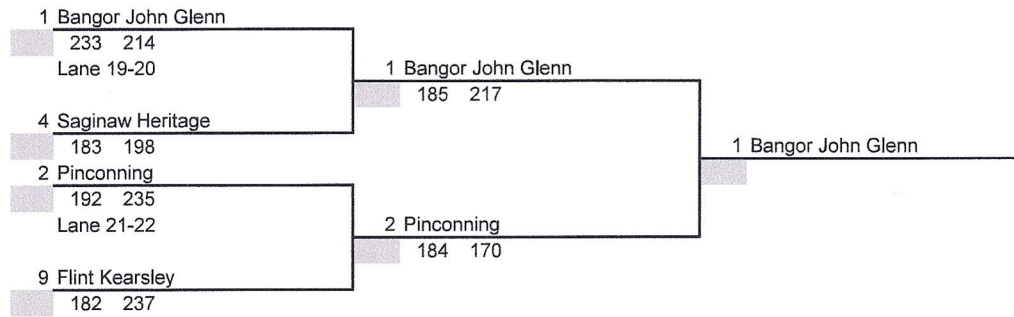 1 Bangor John Glenn
233 214
Lane 19-20
4 Saginaw Heritage
183 198
2 Pinconning
192 235
Lane 21-22
9 Flint Kearsley
182 237
1 Bangor John Glenn
185 217
2 Pinconning
184 170
1 Bangor John Glenn